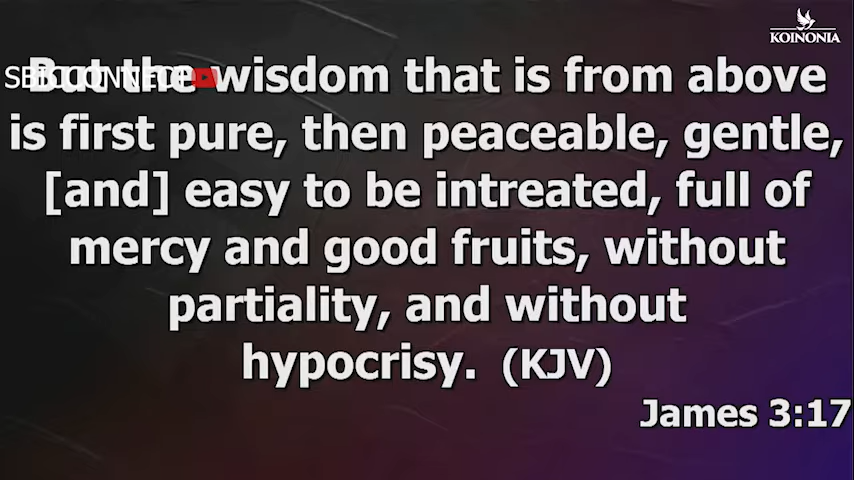 KOINONIA
But the wisdom that is from above
is first pure, then peaceable, gentle,
[and] easy to be intreated, full of
mercy and good fruits, without
partiality, and without
hypocrisy. (KJV)
James 3:17